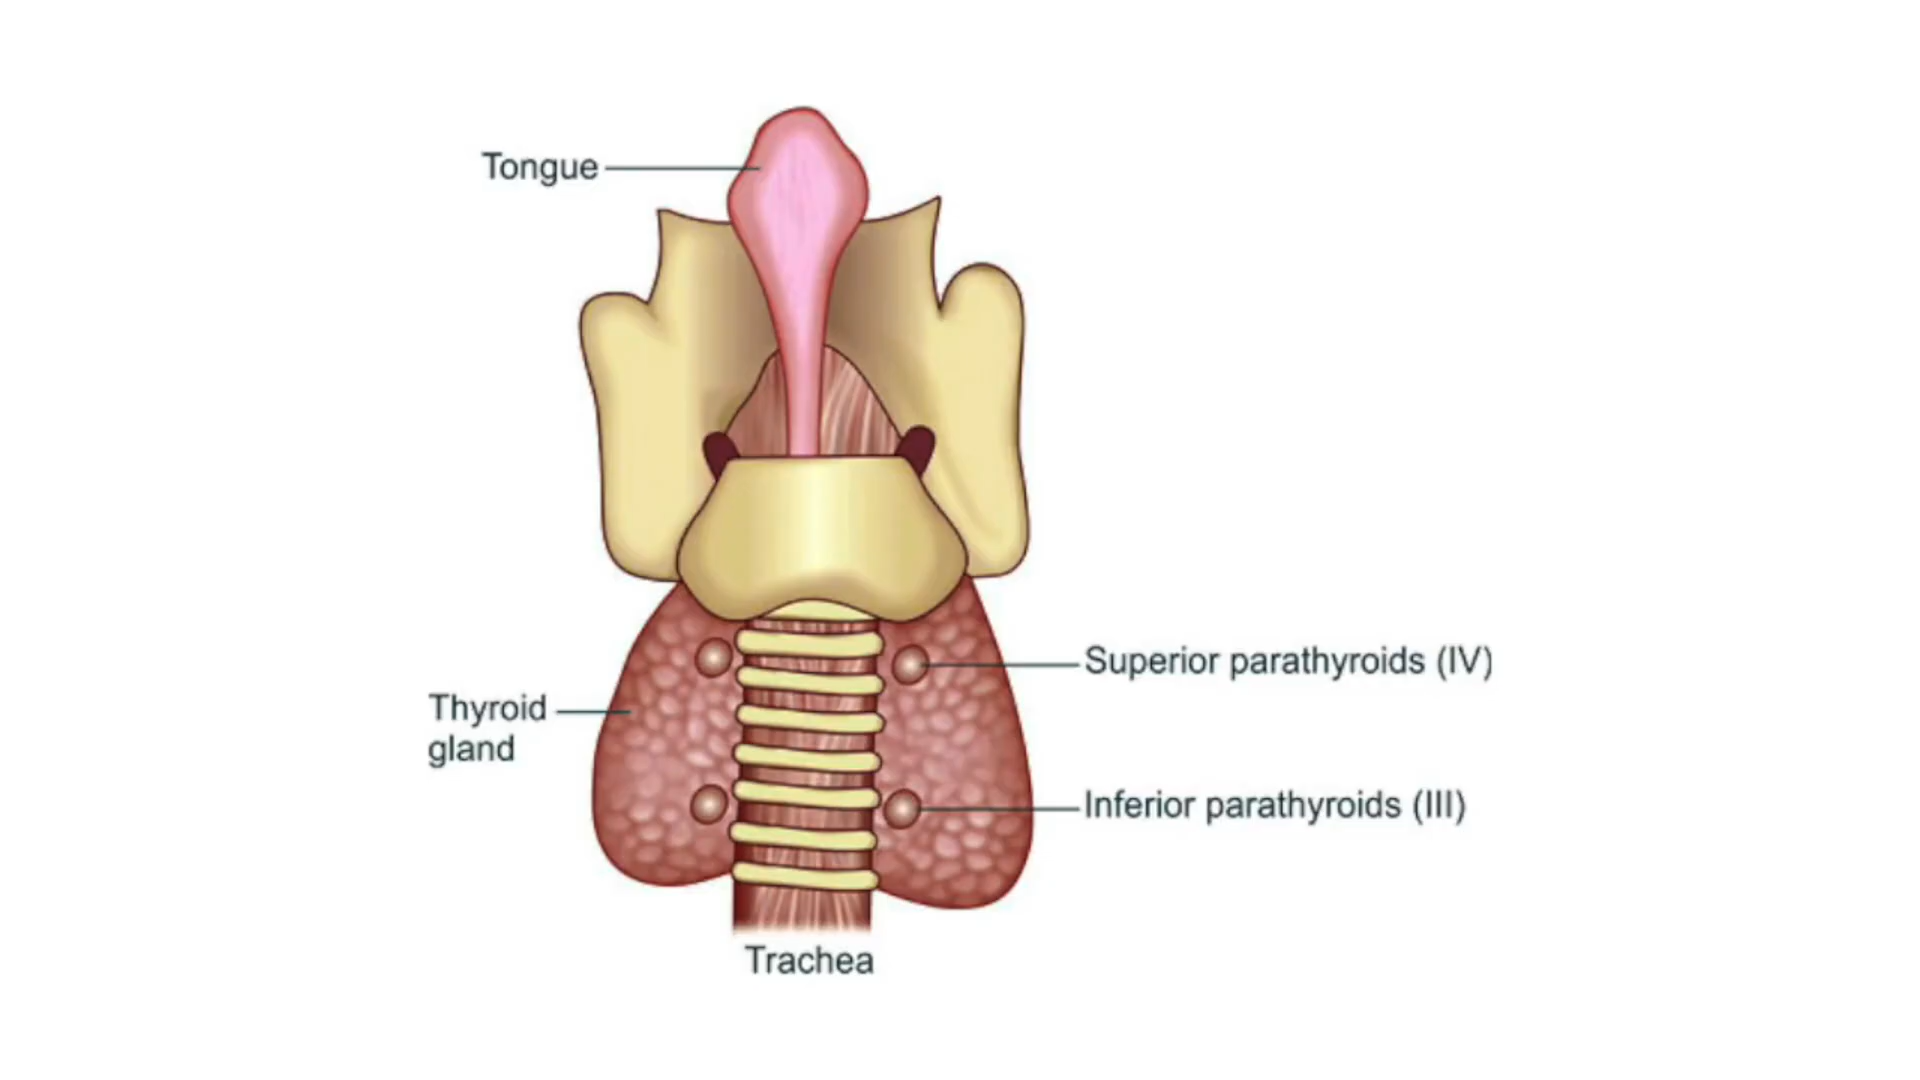 Tongue
Superior parathyroids (IV)
Thyroid
gland
Inferior parathyroids (III)
Trachea